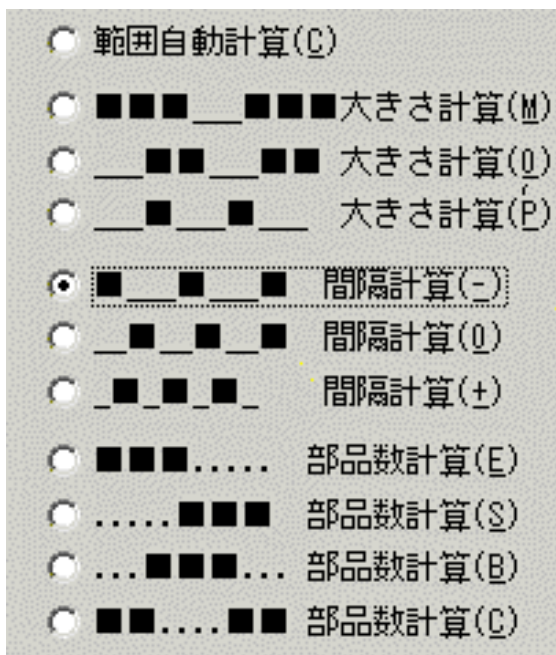 範囲自動計算(C)
■■■__■■■大きさ計算(M)
__■■__■■ 大きさ計算(O)
__■__■__ 大きさ計算(P)
■__■__■ 間隔計算(-)
_■_■_■ 間隔計算(0)
_■_■_■_ 間隔計算(+)
■■■..... 部品数計算(E)
.....■■■ 部品数計算(S)
...■■■... 部品数計算(B)
■■....■■ 部品数計算(C)